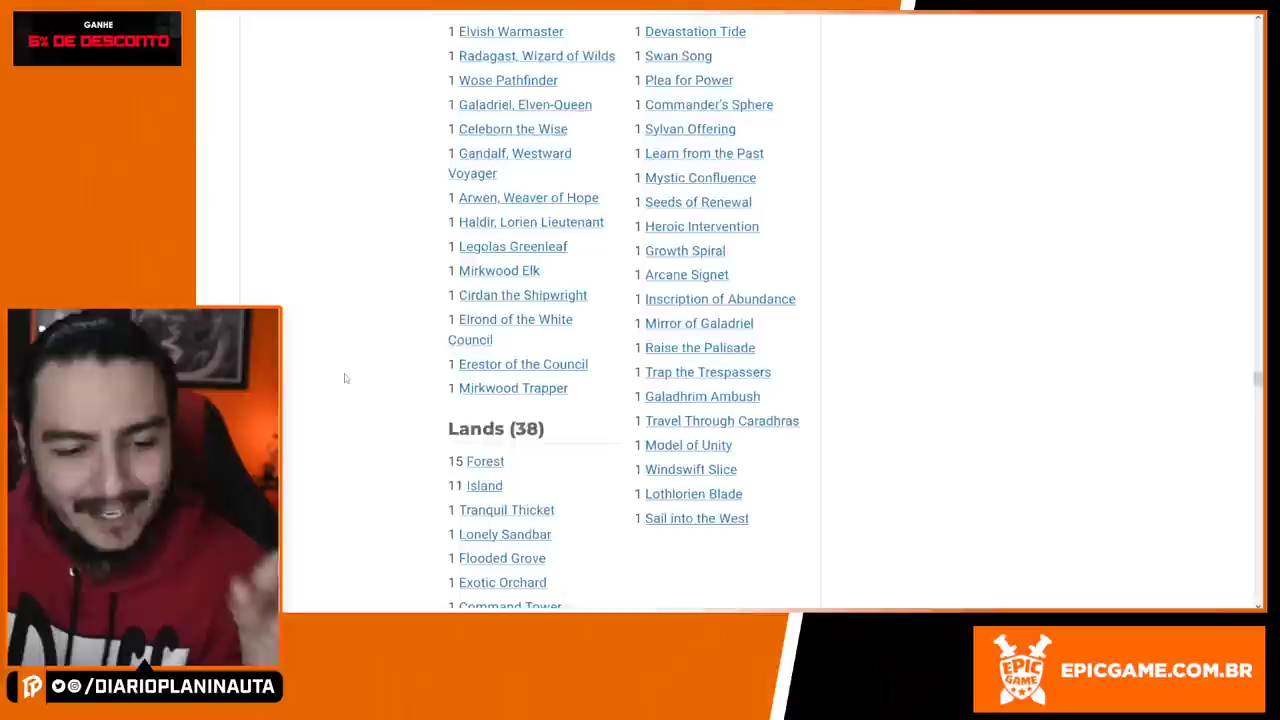 GANHE
6% DE DESCONTO
1 Elvish Warmaster
1 Radagast, Wizard of Wilds
1 Wose Pathfinder
1 Galadriel, Elven-Queen
1 Celeborn the Wise
1 Gandalf, Westward
Voyager
1 Arwen, Weaver of Hope
1 Haldir, Lorien Lieutenant
1 Legolas Greenleaf
1 Mirkwood Elk
1 Cirdan the Shipwright
1 Elrond of the White
Council
1 Erestor of the Council
1 Mirkwood Trapper
Lands (38)
15 Forest
11 Island
1 Tranquil Thicket
1 Lonely Sandbar
1 Flooded Grove
1 Exotic Orchard
1 Command Tower
1 Devastation Tide
1 Swan Song
1 Plea for Power
1 Commander's Sphere
1 Sylvan Offering
1 Learn from the Past
1 Mystic Confluence
1 Seeds of Renewal
1 Heroic Intervention
1 Growth Spiral
1 Arcane Signet
1 Inscription of Abundance
1 Mirror of Galadriel
1 Raise the Palisade
1 Trap the Trespassers
1 Galadhrim Ambush
1 Travel Through Caradhras
1 Model of Unity
1 Windswift Slice
1 Lothlorien Blade
1 Sail into the West
/DIARIOPLANINAUTA
EPIC
GAME
EPICGAME.COM.BR